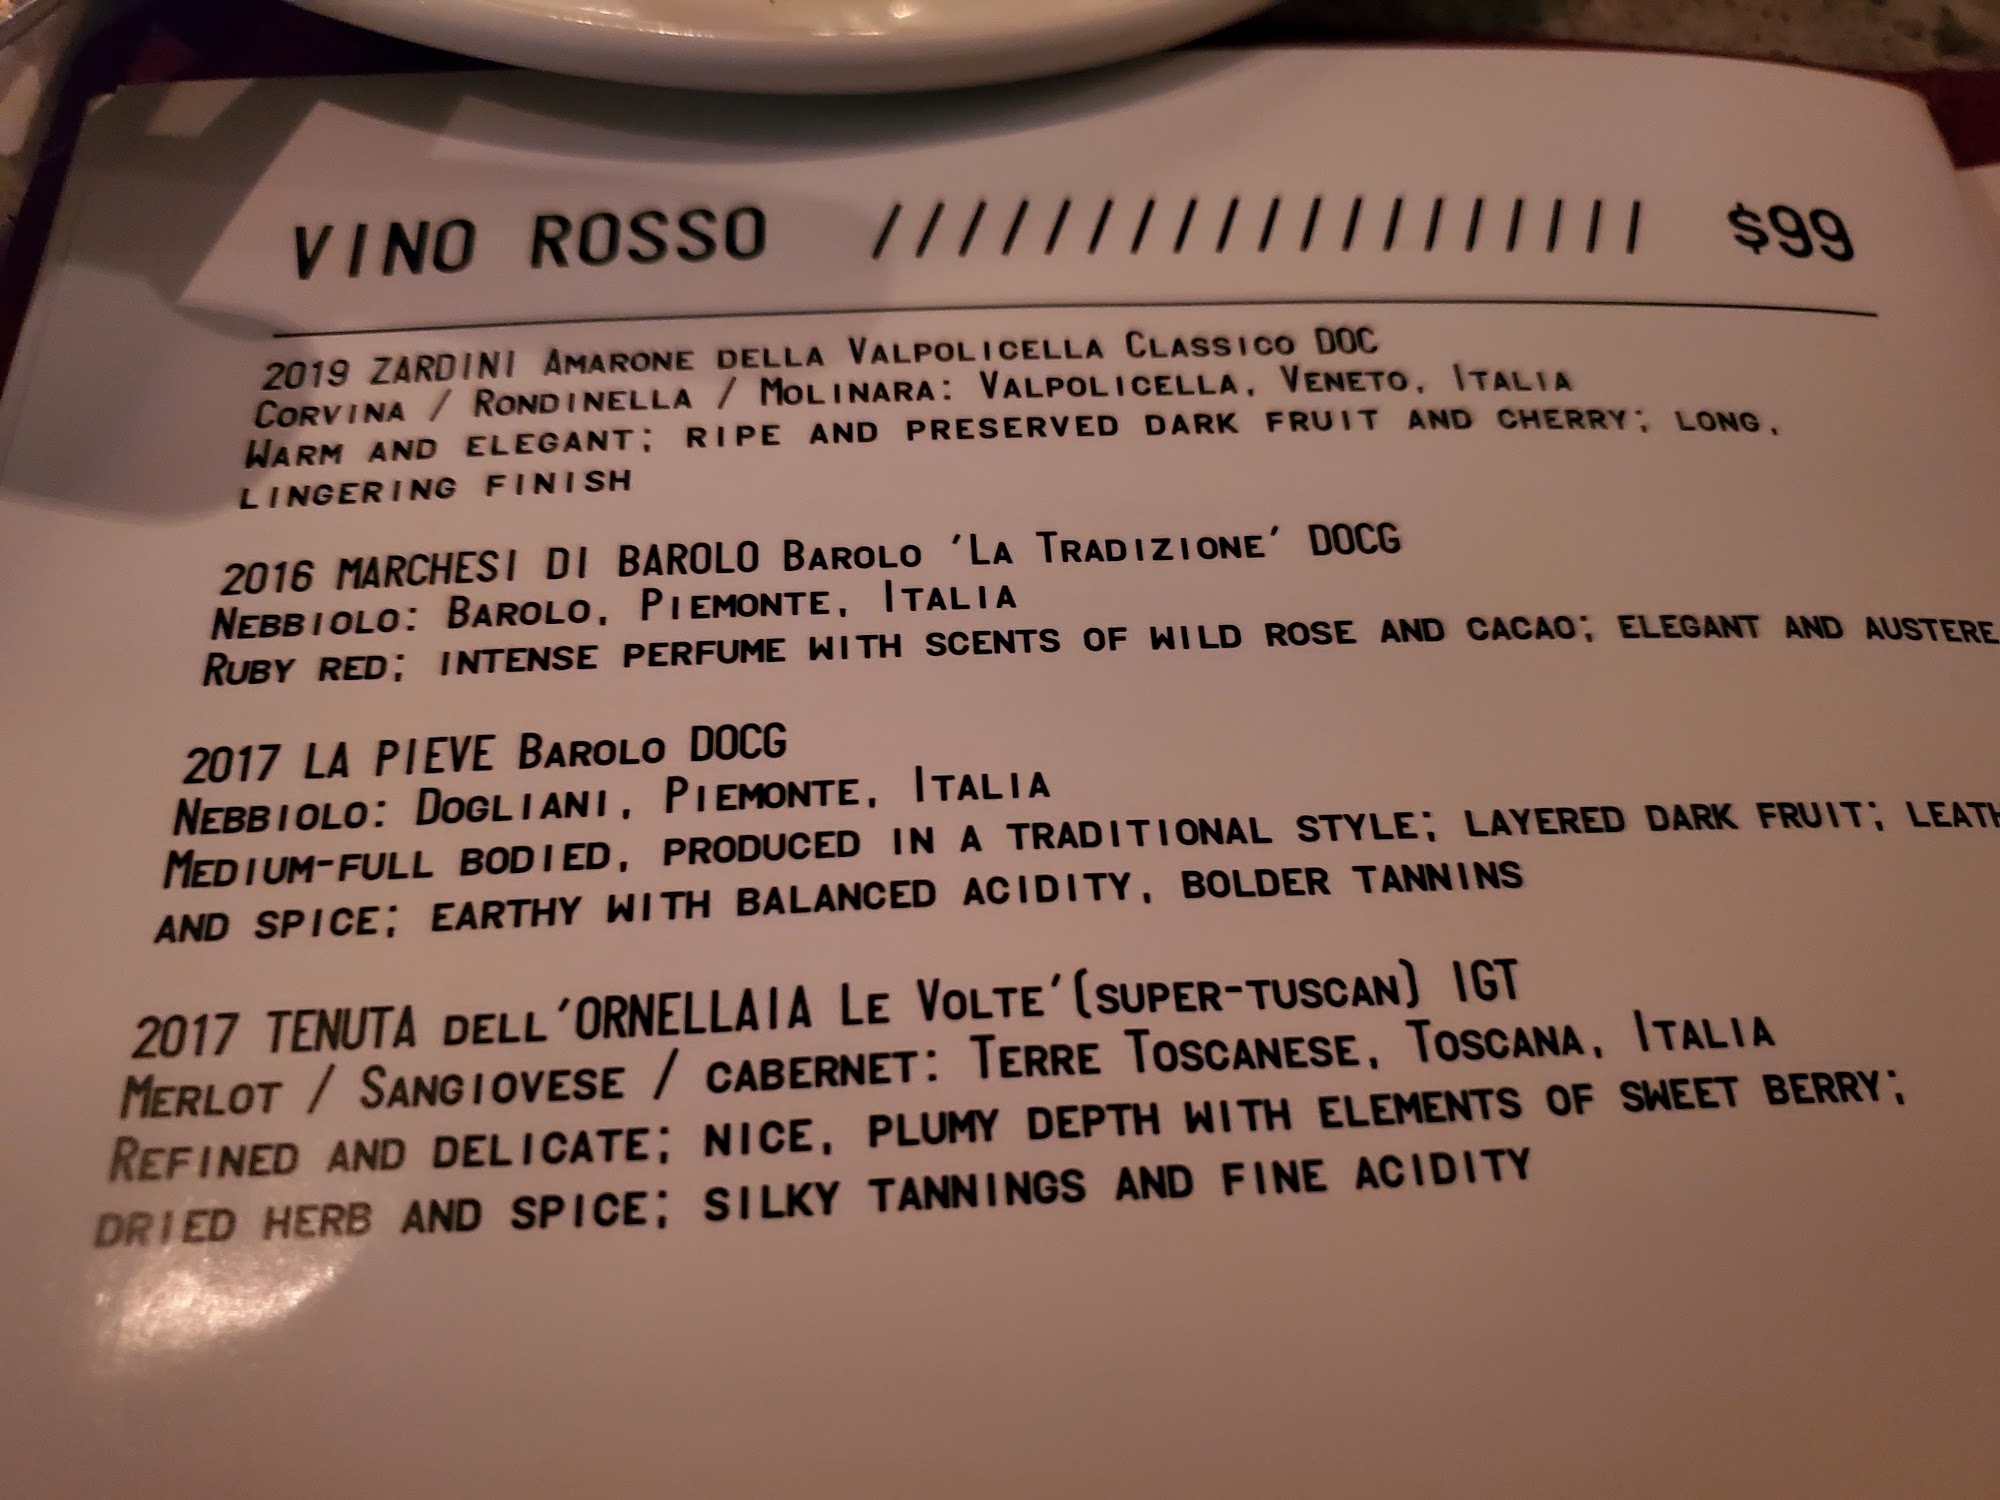 VINO ROSSO / / / / / / / / / / / / / / / / / / / / / / $99
2019 ZARDINI AMARONE DELLA VALPOLICELLA CLASSICO DOC
CORVINA / RONDINELLA / MOLINARA: VALPOLICELLA, VENETO, ITALIA
WARM AND ELEGANT; RIPE AND PRESERVED DARK FRUIT AND CHERRY; LONG,
LINGERING FINISH
2016 MARCHESI DI BAROLO BAROLO 'LA TRADIZIONE' DOCG
NEBBIOLO: BAROLO, PIEMONTE, ITALIA
RUBY RED; INTENSE PERFUME WITH SCENTS OF WILD ROSE AND CACAO; ELEGANT AND AUSTERE
2017 LA PIEVE BAROLO DOCG
NEBBIOLO: DOGLIANI, PIEMONTE, ITALIA
MEDIUM-FULL BODIED, PRODUCED IN A TRADITIONAL STYLE; LAYERED DARK FRUIT;
AND SPICE; EARTHY WITH BALANCED ACIDITY, BOLDER TANNINS
2017 TENUTA DELL'ORNELLAIA LE VOLTE'(SUPER-TUSCAN) IGT
MERLOT / SANGIOVESE / CABERNET: TERRE TOSCANESE, TOSCANA, ITALIA
REFINED AND DELICATE; NICE, PLUMY DEPTH WITH ELEMENTS OF SWEET BERRY;
DRIED HERB AND SPICE; SILKY TANNINGS AND FINE ACIDITY